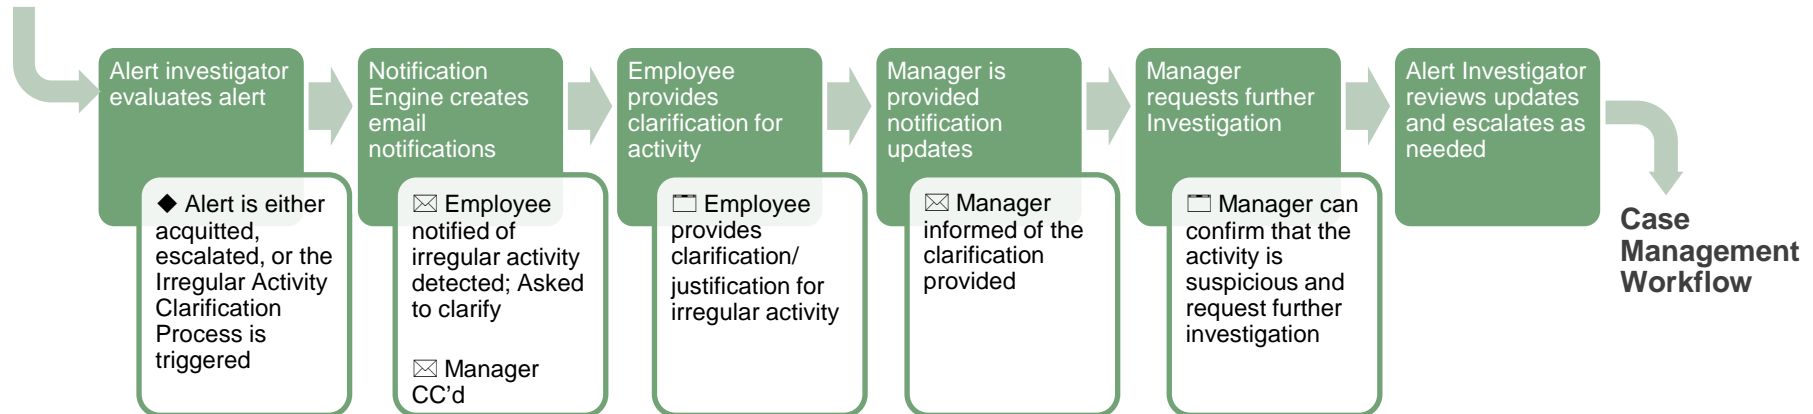 Alert investigator
evaluates alert
◆ Alert is either
acquitted,
escalated, or the
Irregular Activity
Clarification
Process is
triggered
Notification
Engine creates
email
notifications
✉ Employee
notified of
irregular activity
detected; Asked
to clarify
✉ Manager
CC’d
Employee
provides
clarification for
activity
🗔 Employee
provides
clarification/
justification for
irregular activity
Manager is
provided
notification
updates
✉ Manager
informed of the
clarification
provided
Manager
requests further
Investigation
🗔 Manager can
confirm that the
activity is
suspicious and
request further
investigation
Alert Investigator
reviews updates
and escalates as
needed
Case
Management
Workflow